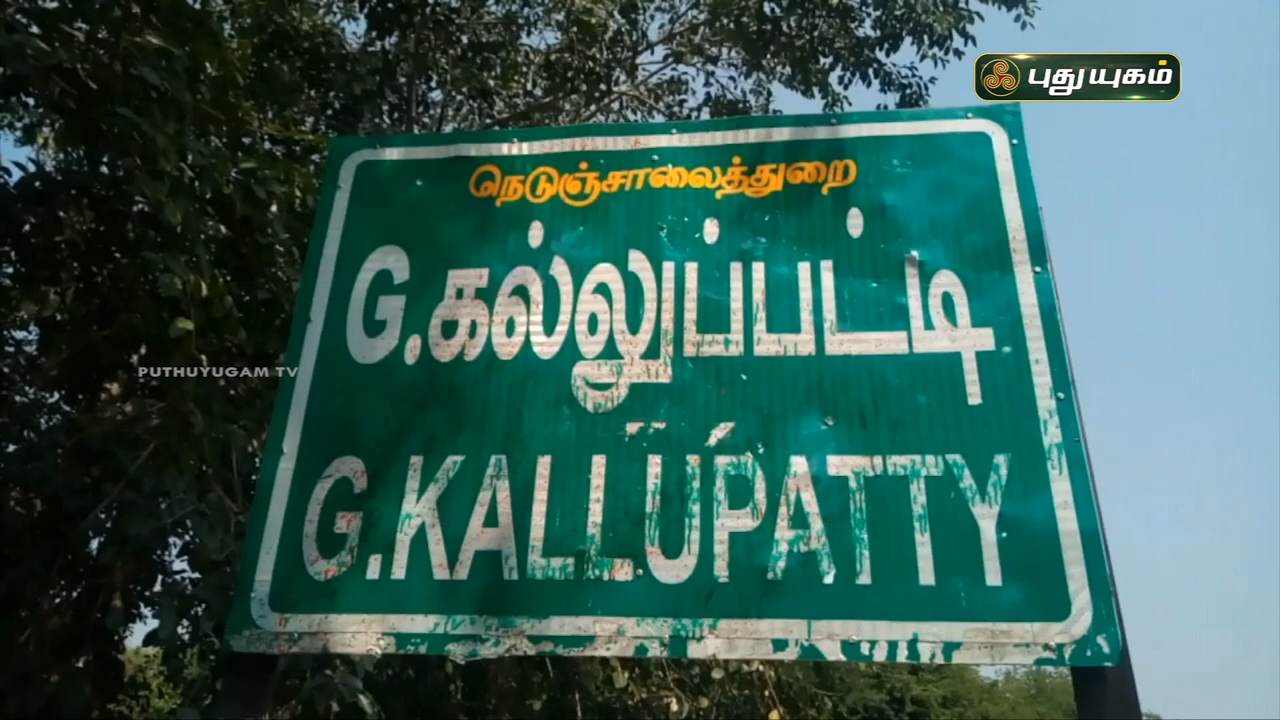 புதுயுகம்
நெடுஞ்சாலைத்துறை
G.கல்லுப்பட்டி
PUTHUYUGAM TV
G.KALLUPATTY